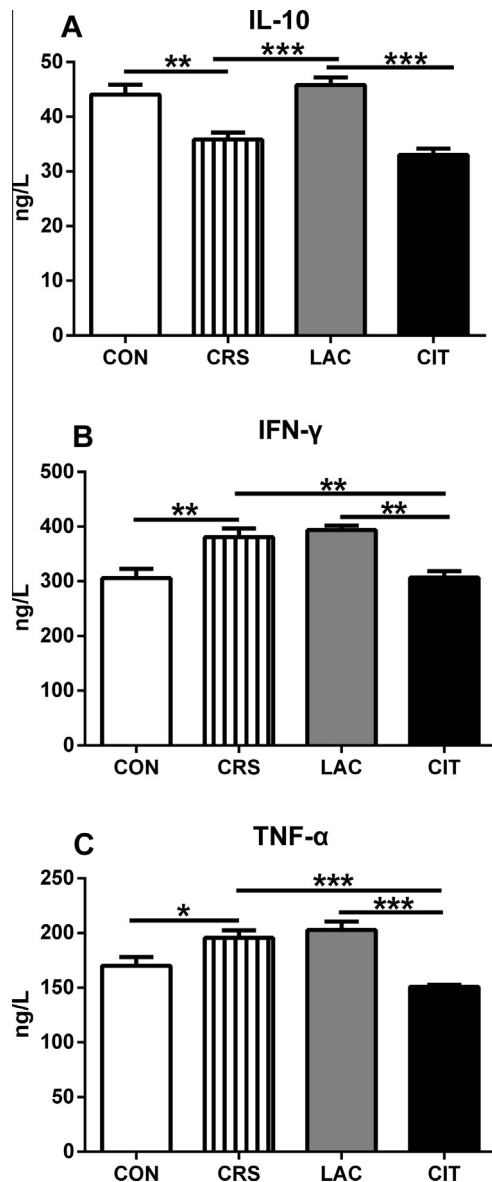 A
IL-10
ng/L
50
40
30
20
10
0
**
***
***
CON CRS LAC CIT
B
IFN-γ
ng/L
500
400
300
200
100
0
**
**
**
CON CRS LAC CIT
C
TNF-α
ng/L
250
200
150
100
50
0
***
*
***
CON CRS LAC CIT